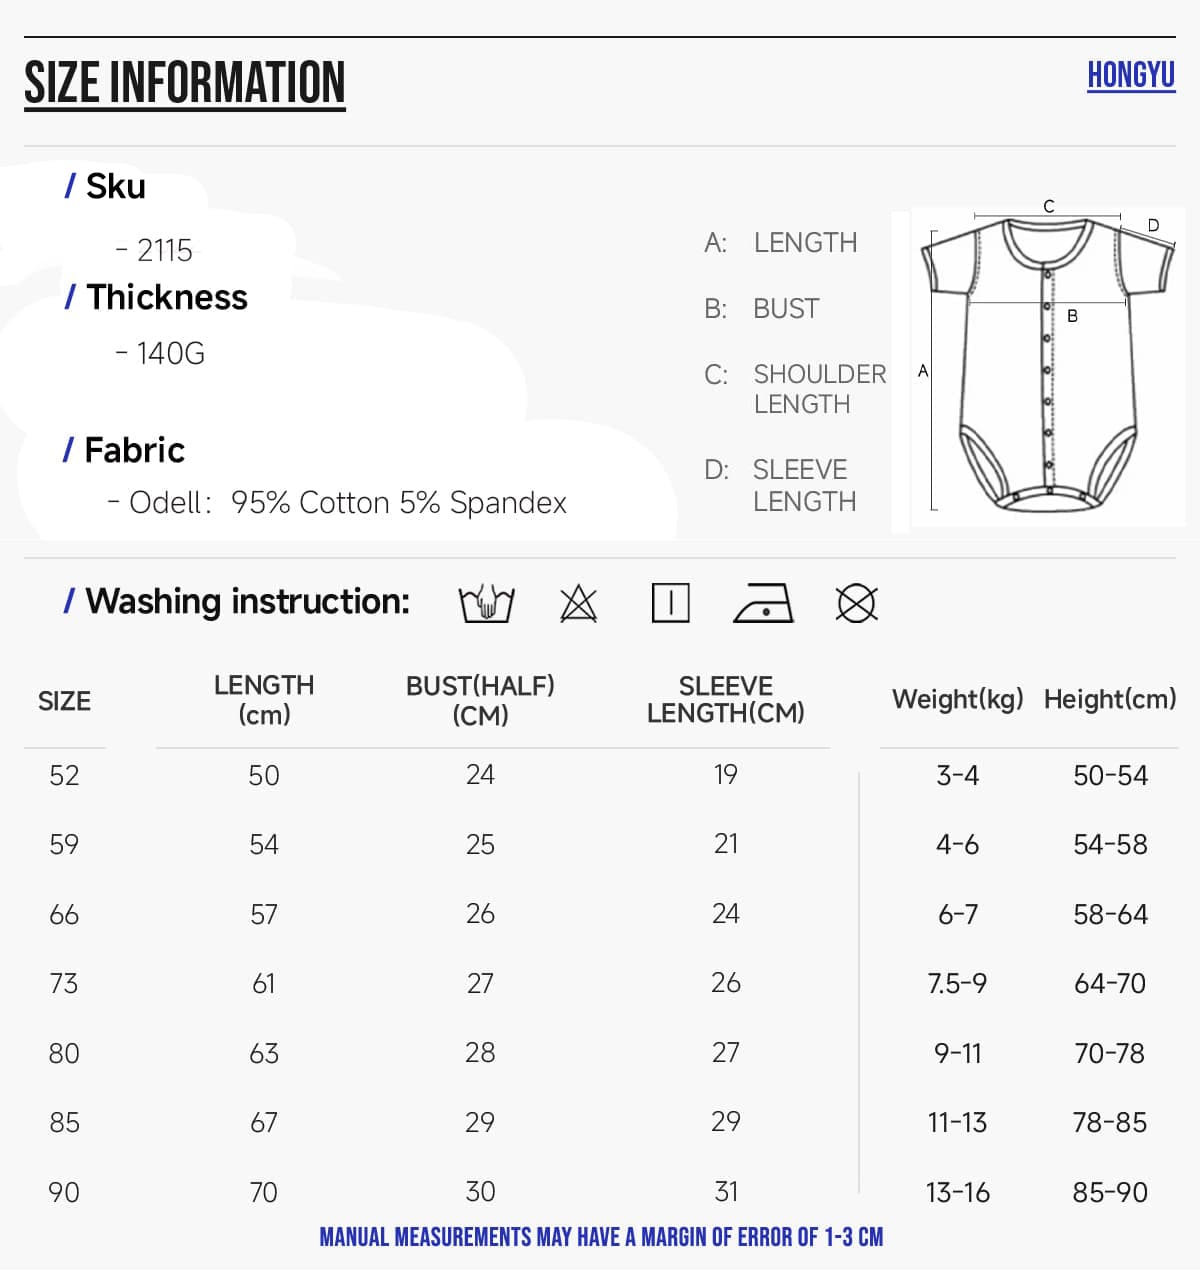 SIZE INFORMATION
HONGYU
/ Sku
- 2115
/ Thickness
- 140G
/ Fabric
- Odell: 95% Cotton 5% Spandex
A: LENGTH
B: BUST
C: SHOULDER
LENGTH
D: SLEEVE
LENGTH
C
D
B
A
/ Washing instruction:
SIZE LENGTH (cm) BUST(HALF) (CM) SLEEVE LENGTH(CM) Weight(kg) Height(cm)
52 50 24 19 3-4 50-54
59 54 25 21 4-6 54-58
66 57 26 24 6-7 58-64
73 61 27 26 7.5-9 64-70
80 63 28 27 9-11 70-78
85 67 29 29 11-13 78-85
90 70 30 31 13-16 85-90
MANUAL MEASUREMENTS MAY HAVE A MARGIN OF ERROR OF 1-3 CM